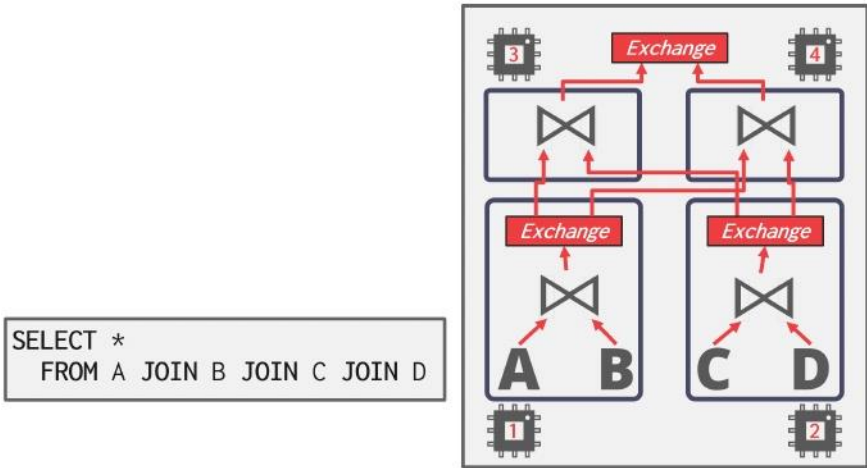 SELECT *
FROM A JOIN B JOIN C JOIN D
3
Exchange
4
Exchange
Exchange
A
B
C
D
1
2